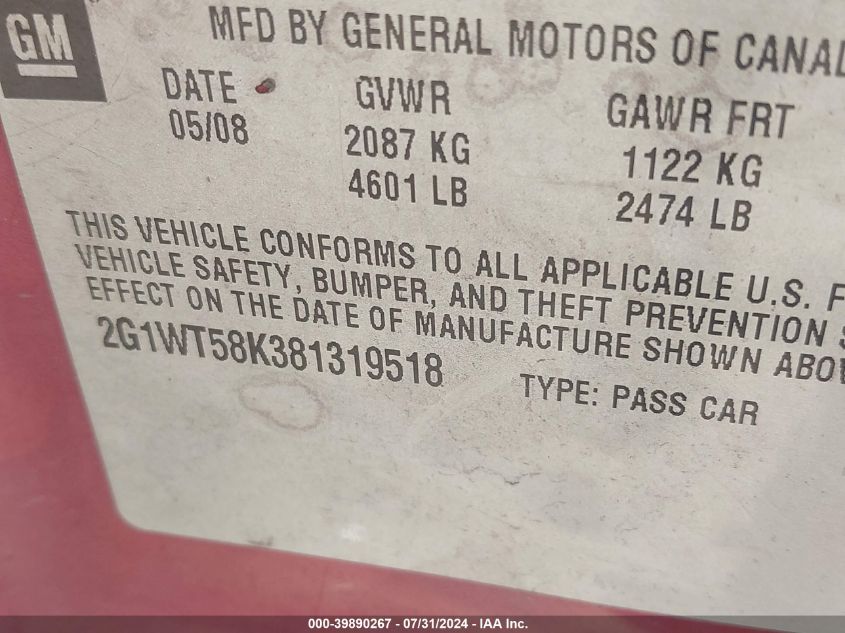 GM
MFD BY GENERAL MOTORS OF CANAD
DATE GVWR GAWR FRT
05/08 2087 KG 1122 KG
4601 LB 2474 LB
THIS VEHICLE CONFORMS TO ALL APPLICABLE U.S. F
VEHICLE SAFETY, BUMPER, AND THEFT PREVENTION S
EFFECT ON THE DATE OF MANUFACTURE SHOWN ABOV
2G1WT58K381319518 TYPE: PASS CAR
000-39890267 - 07/31/2024 - IAA Inc.